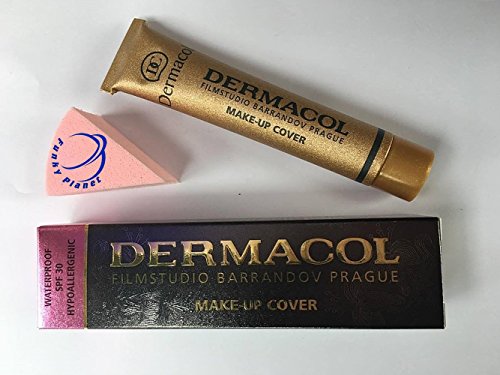 DC
Dermacol
DERMACOL
FILMSTUDIO BARRANDOV PRAGUE
MAKE-UP COVER
Funky Planet
WATERPROOF
SPF 30
HYPOALLERGENIC
DERMACOL
FILMSTUDIO BARRANDOV PRAGUE
MAKE-UP COVER